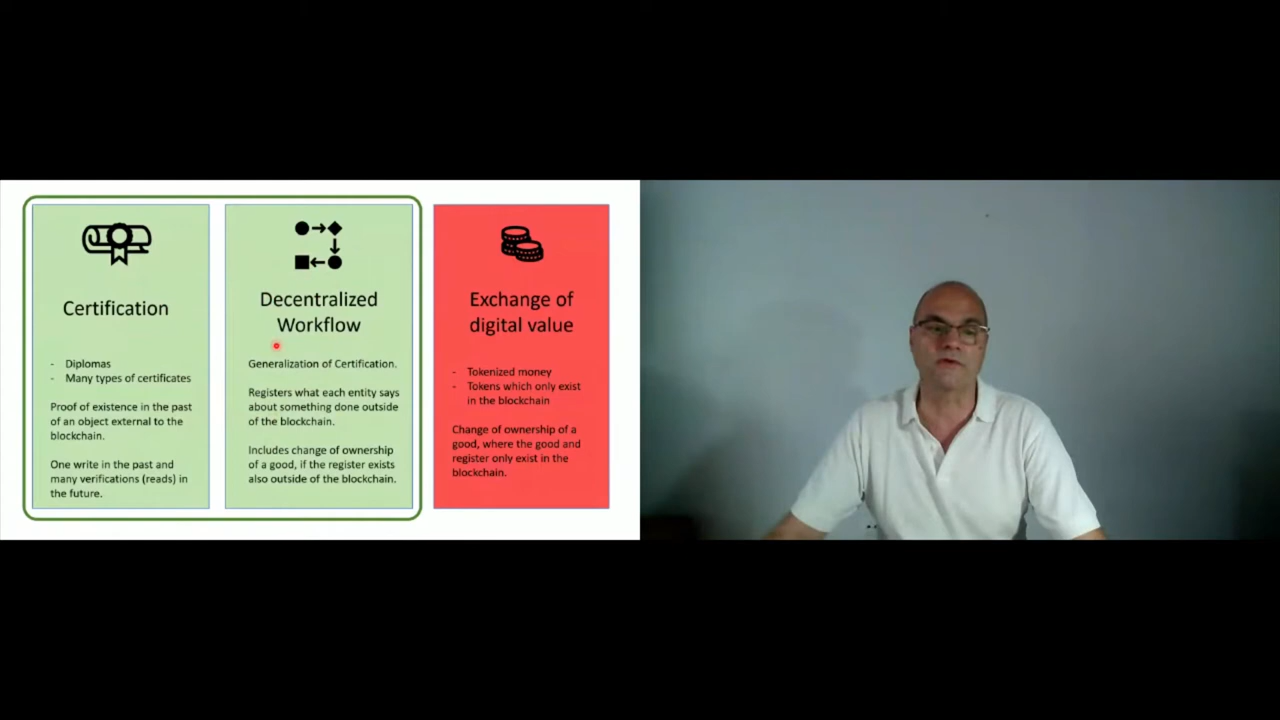 Certification
- Diplomas
- Many types of certificates
Proof of existence in the past
of an object external to the
blockchain.
One write in the past and
many verifications (reads) in
the future.
Decentralized
Workflow
Generalization of Certification.
Registers what each entity says
about something done outside
of the blockchain.
Includes change of ownership
of a good, if the register exists
also outside of the blockchain.
Exchange of
digital value
- Tokenized money
- Tokens which only exist
in the blockchain
Change of ownership of a
good, where the good and
register only exist in the
blockchain.